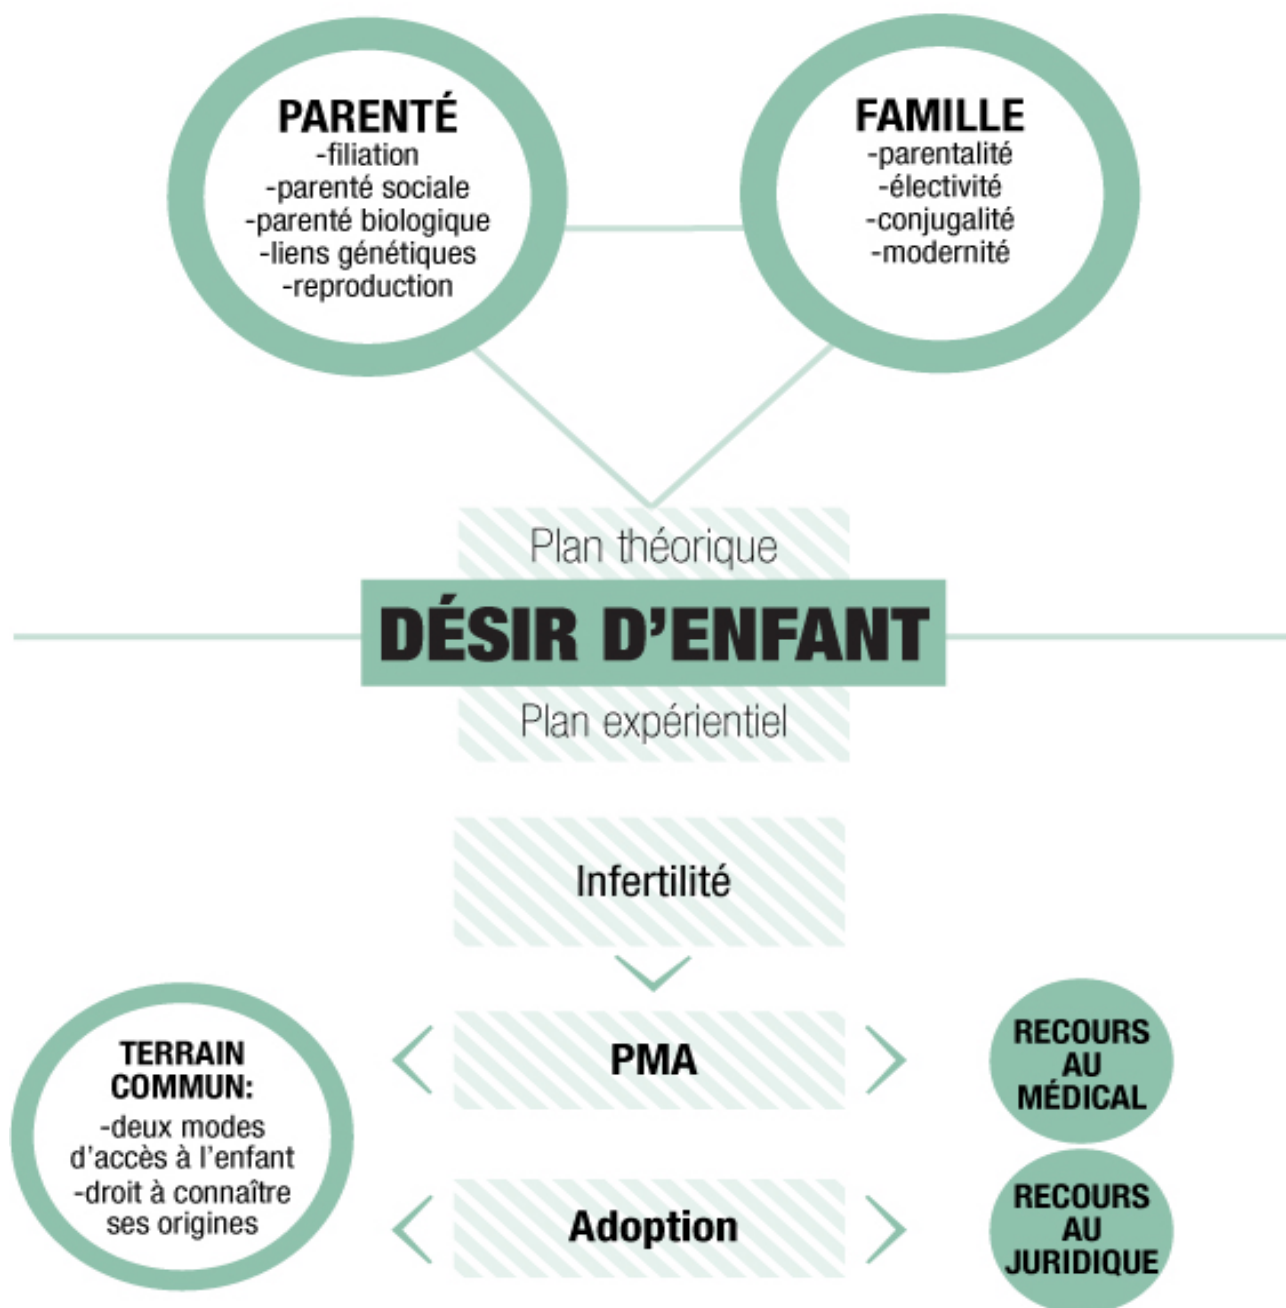 PARENTÉ
-filiation
-parenté sociale
-parenté biologique
-liens génétiques
-reproduction
FAMILLE
-parentalité
-électivité
-conjugalité
-modernité
Plan théorique
DÉSIR D’ENFANT
Plan expérientiel
Infertilité
TERRAIN
COMMUN:
-deux modes
d’accès à l’enfant
-droit à connaître
ses origines
PMA
RECOURS
AU
MÉDICAL
Adoption
RECOURS
AU
JURIDIQUE